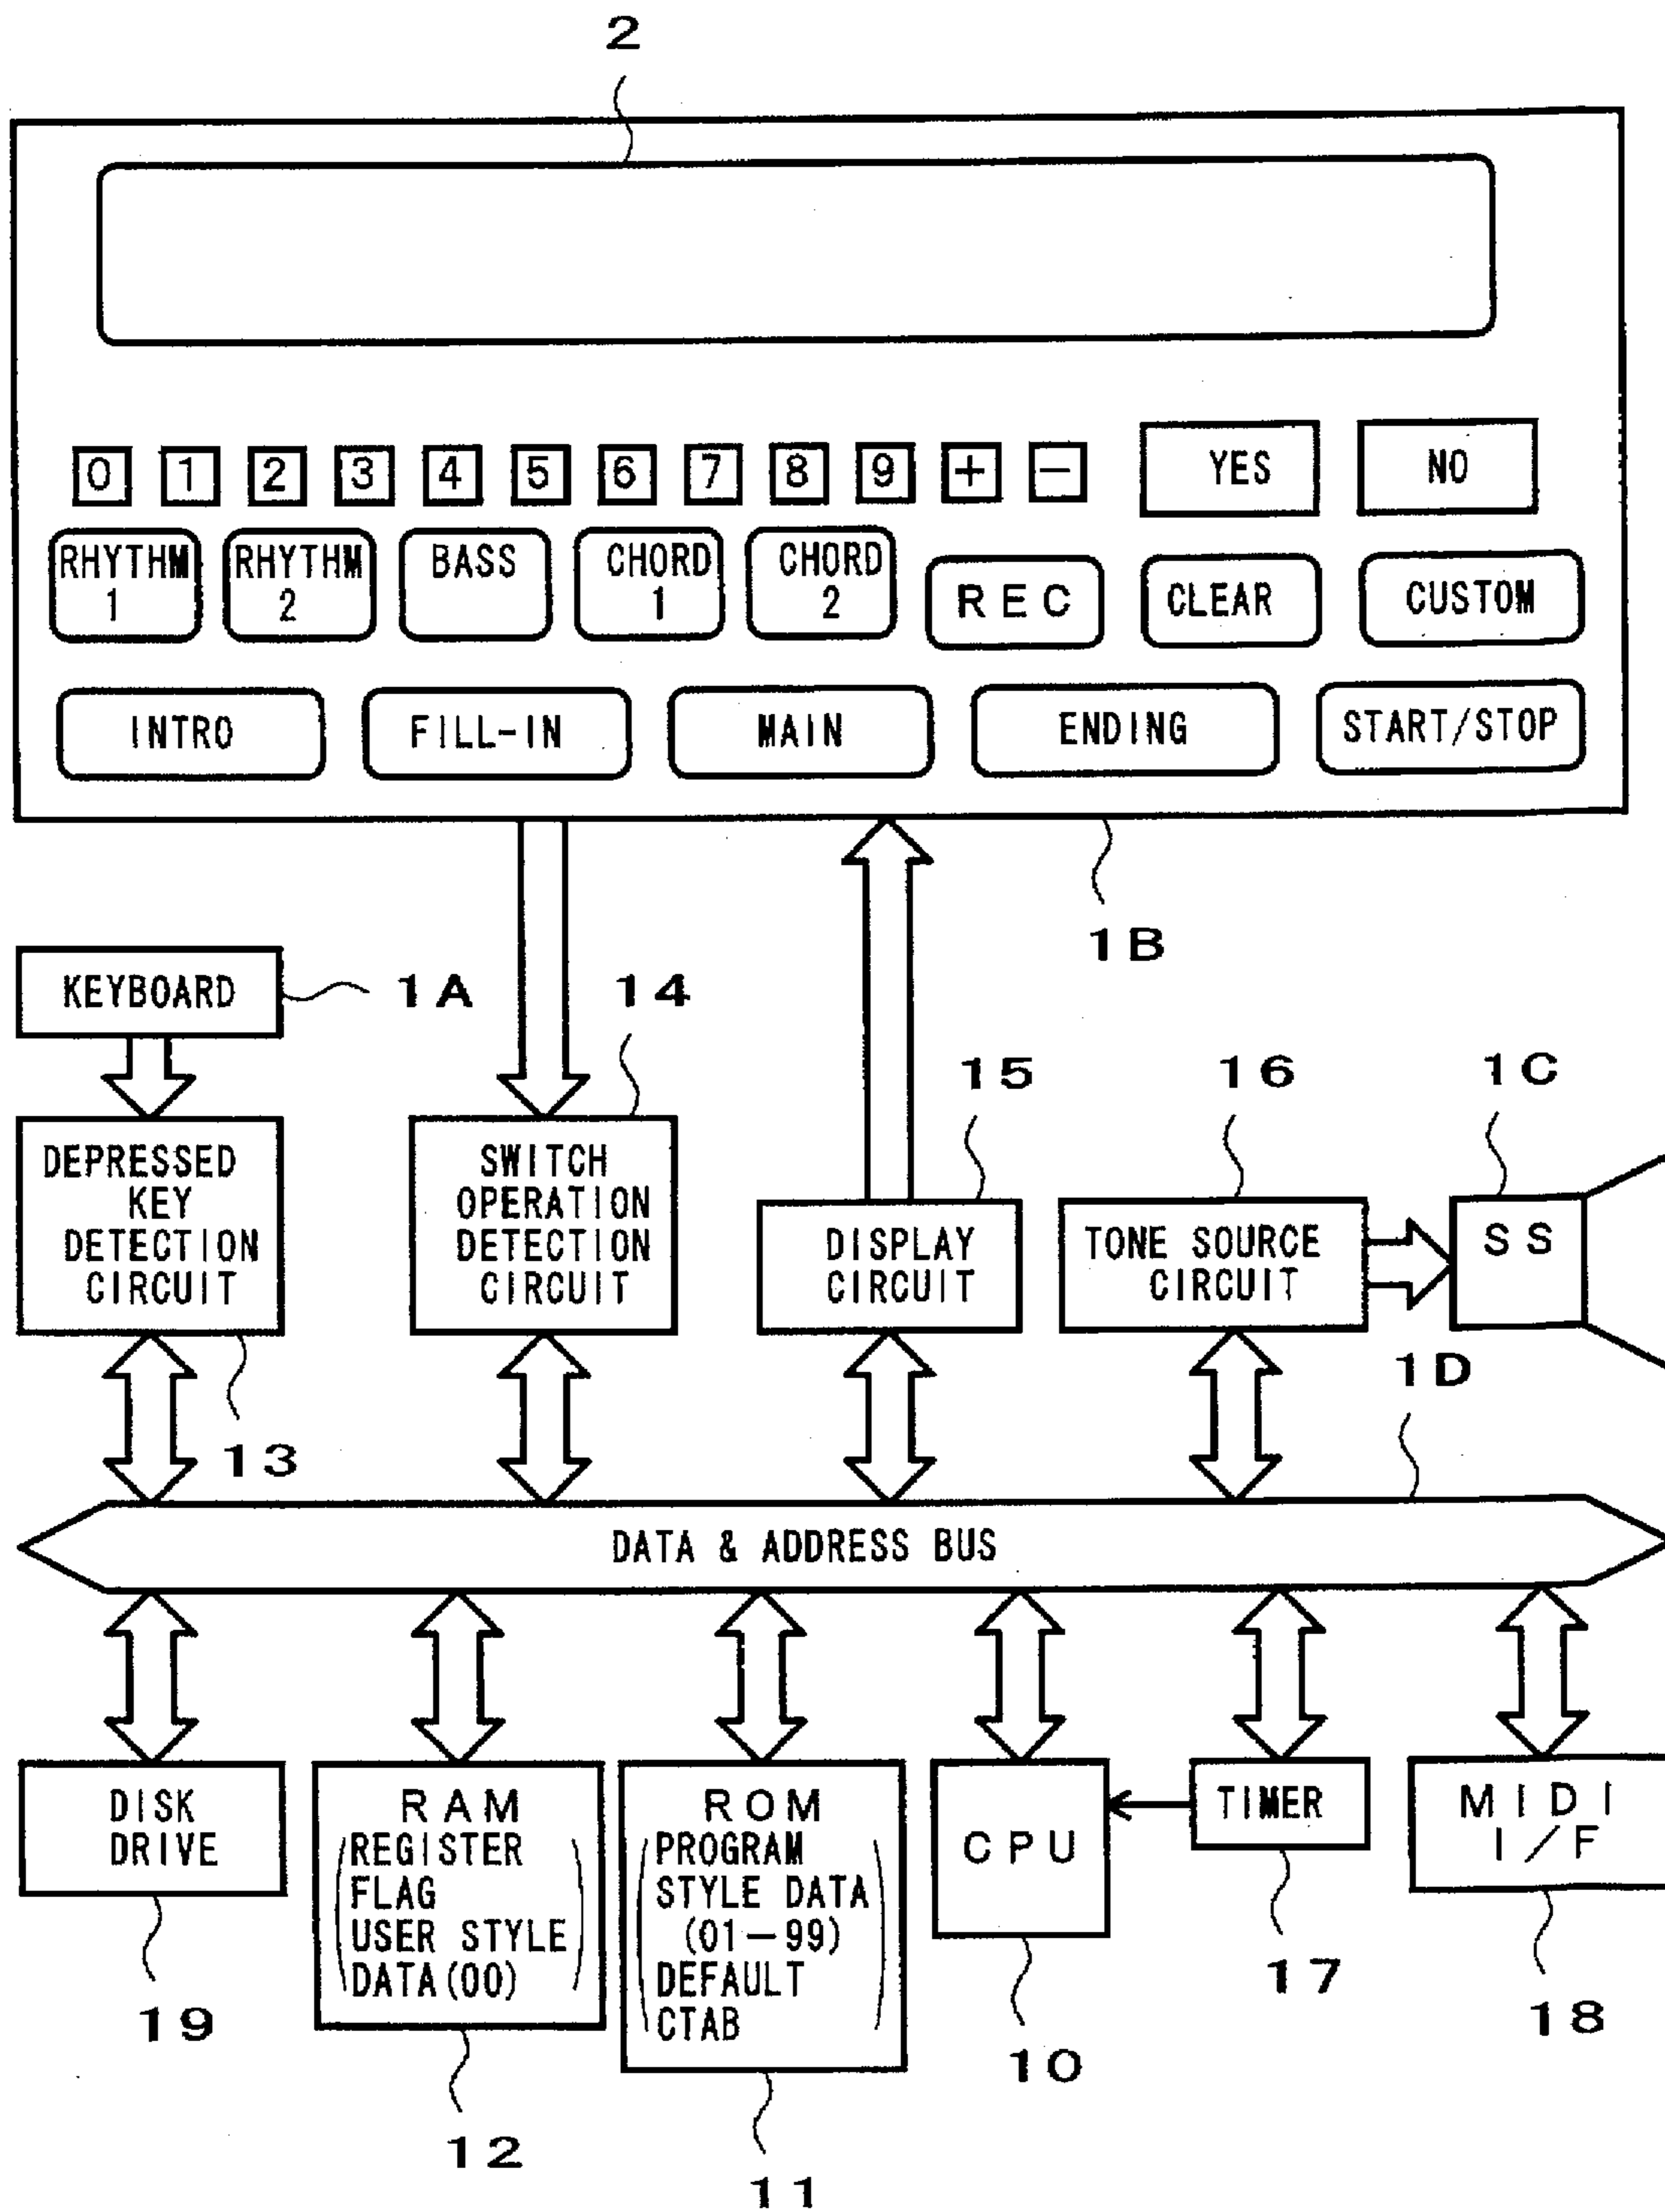 2
0 1 2 3 4 5 6 7 8 9 + − YES NO
RHYTHM
1
RHYTHM
2
BASS
CHORD
1
CHORD
2
REC
CLEAR
CUSTOM
INTRO
FILL-IN
MAIN
ENDING
START/STOP
1B
KEYBOARD
1A
14
15
16
1C
DEPRESSED
KEY
DETECTION
CIRCUIT
SWITCH
OPERATION
DETECTION
CIRCUIT
DISPLAY
CIRCUIT
TONE SOURCE
CIRCUIT
SS
13
1D
DATA & ADDRESS BUS
DISK
DRIVE
RAM
(REGISTER
FLAG
USER STYLE
DATA(00))
ROM
(PROGRAM
STYLE DATA
(01-99)
DEFAULT
CTAB)
CPU
TIMER
MIDI
I/F
19
12
11
10
17
18